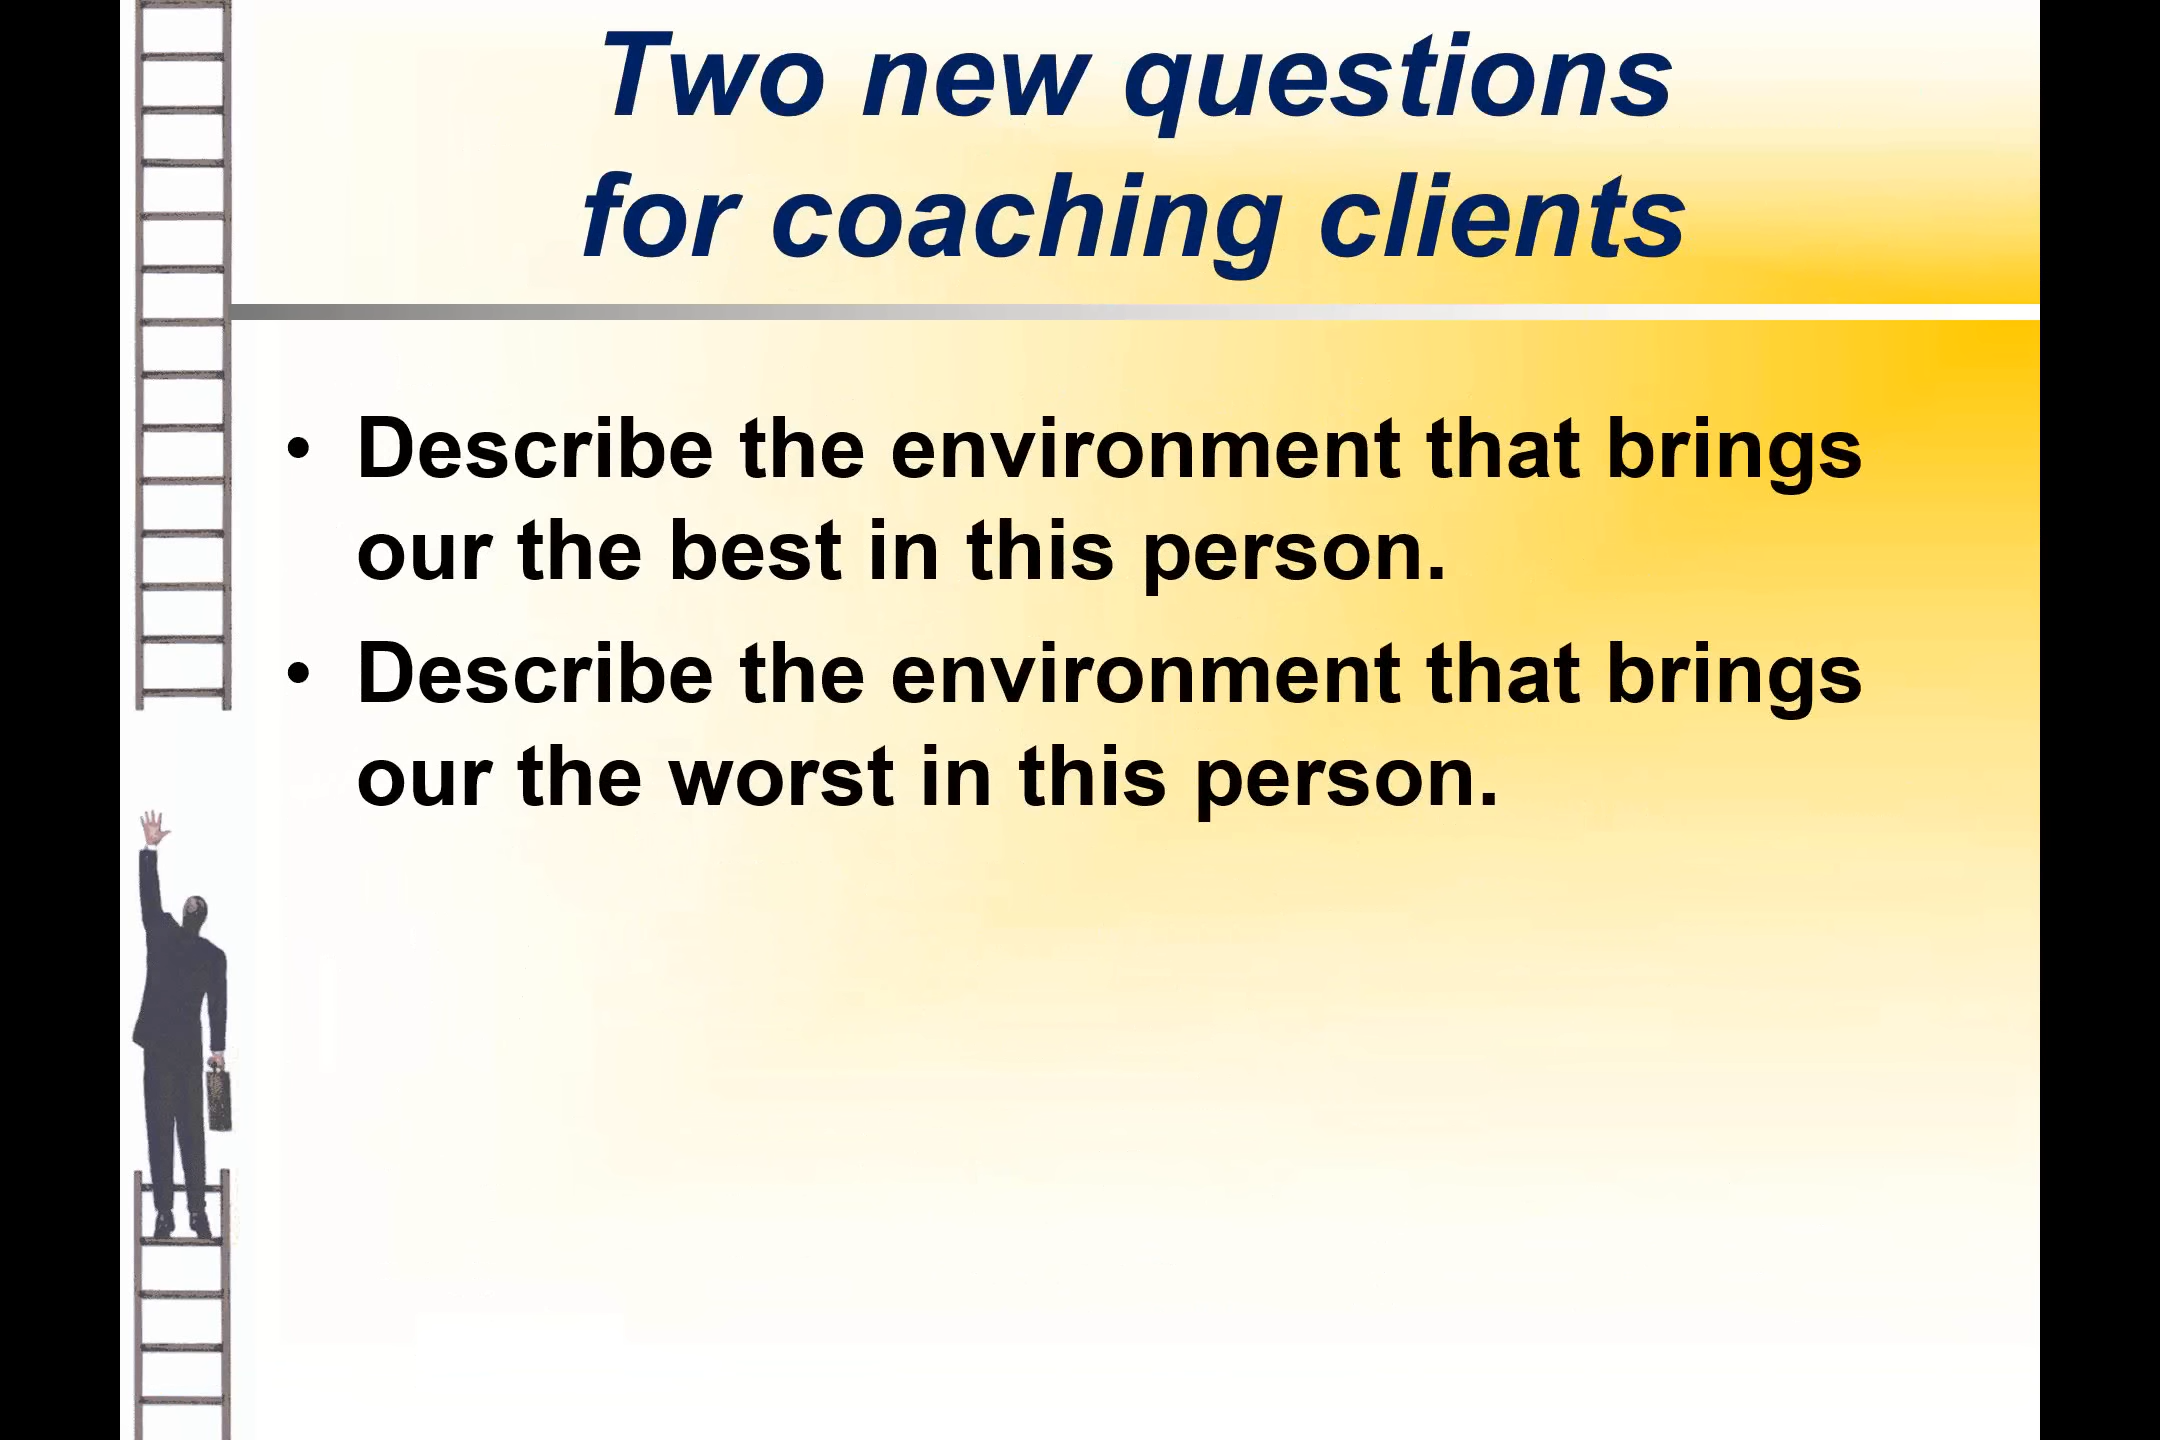 Two new questions
for coaching clients
• Describe the environment that brings
our the best in this person.
• Describe the environment that brings
our the worst in this person.